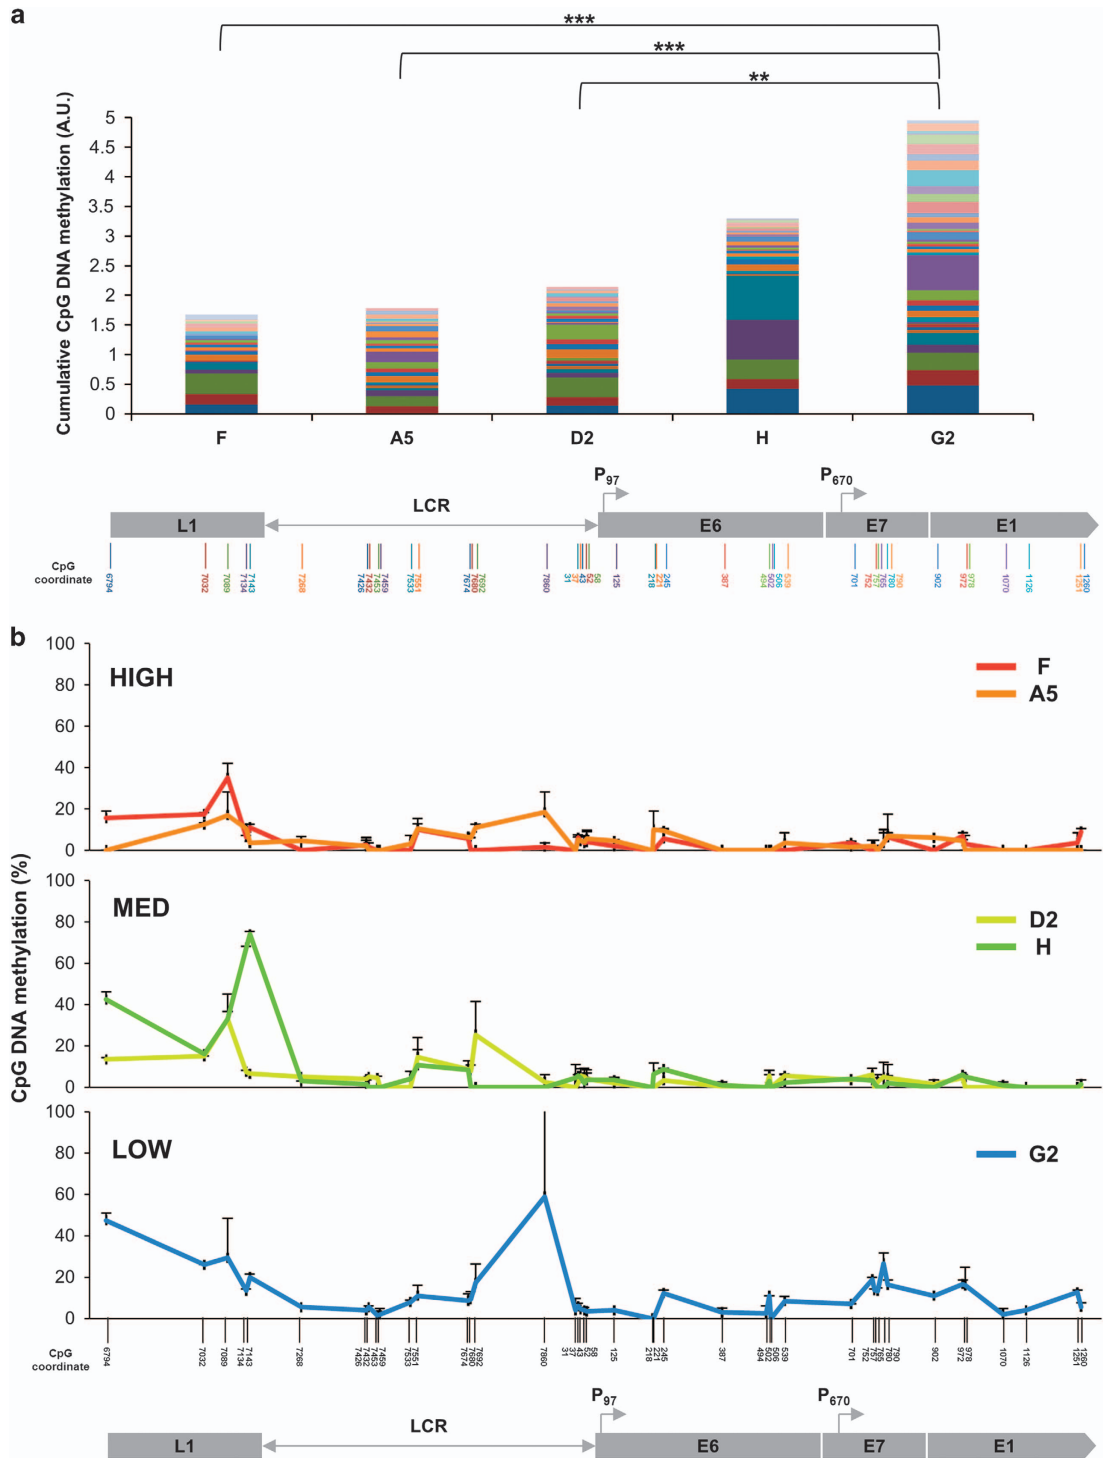 a
***
***
**
Cumulative CpG DNA methylation (A.U.)
5
4.5
4
3.5
3
2.5
2
1.5
1
0.5
0
F A5 D2 H G2
P97 P670
LCR
L1 E6 E7 E1
CpG coordinate
6794 7032 7089 7134 7143 7268 7426 7432 7453 7459 7533 7551 7674 7680 7692 7860 31 37 43 52 58 125 218 221 245 387 494 502 506 539 701 752 757 765 780 790 902 972 978 1070 1126 1251 1260
b
CpG DNA methylation (%)
100
80
60
40
20
0
HIGH
F
A5
100
80
60
40
20
0
MED
D2
H
100
80
60
40
20
0
LOW
G2
CpG coordinate
6794 7032 7089 7134 7143 7268 7426 7432 7453 7459 7533 7551 7674 7680 7692 7860 31 37 52 58 125 218 221 245 387 494 502 506 539 701 752 757 765 780 790 902 972 978 1070 1126 1251 1260
P97 P670
LCR
L1 E6 E7 E1